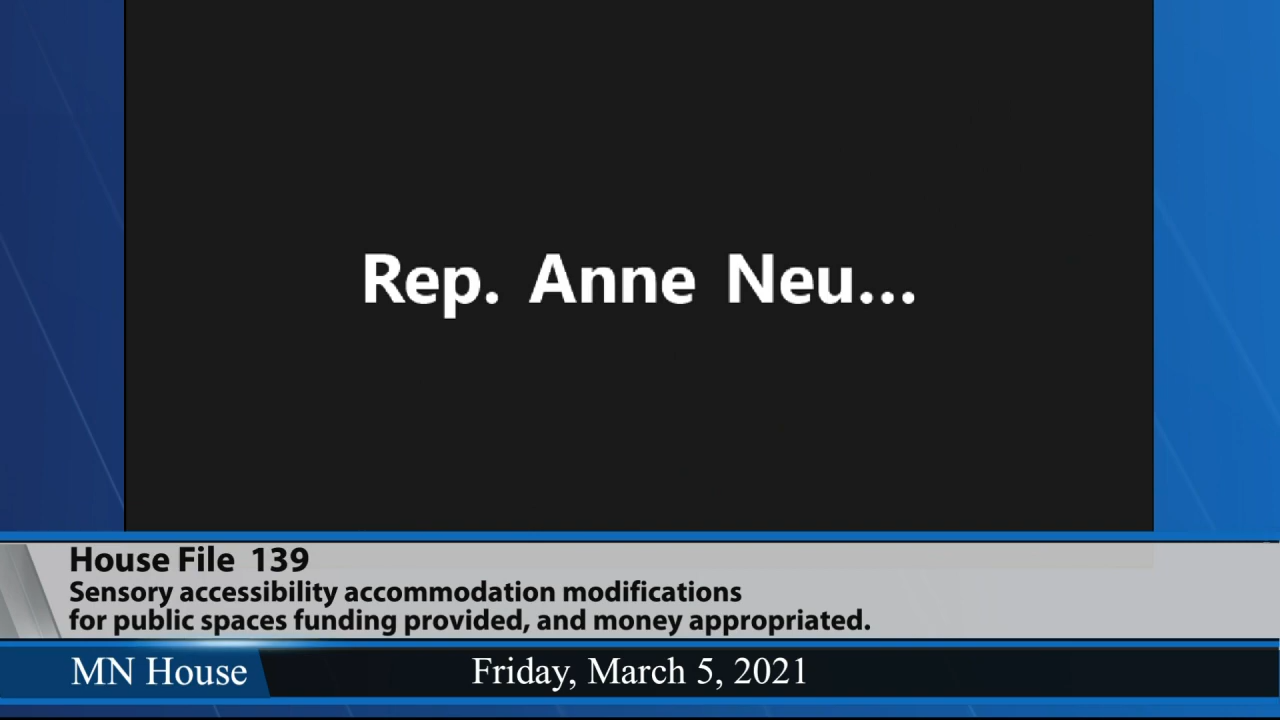 Rep. Anne Neu...
House File 139
Sensory accessibility accommodation modifications
for public spaces funding provided, and money appropriated.
MN House
Friday, March 5, 2021